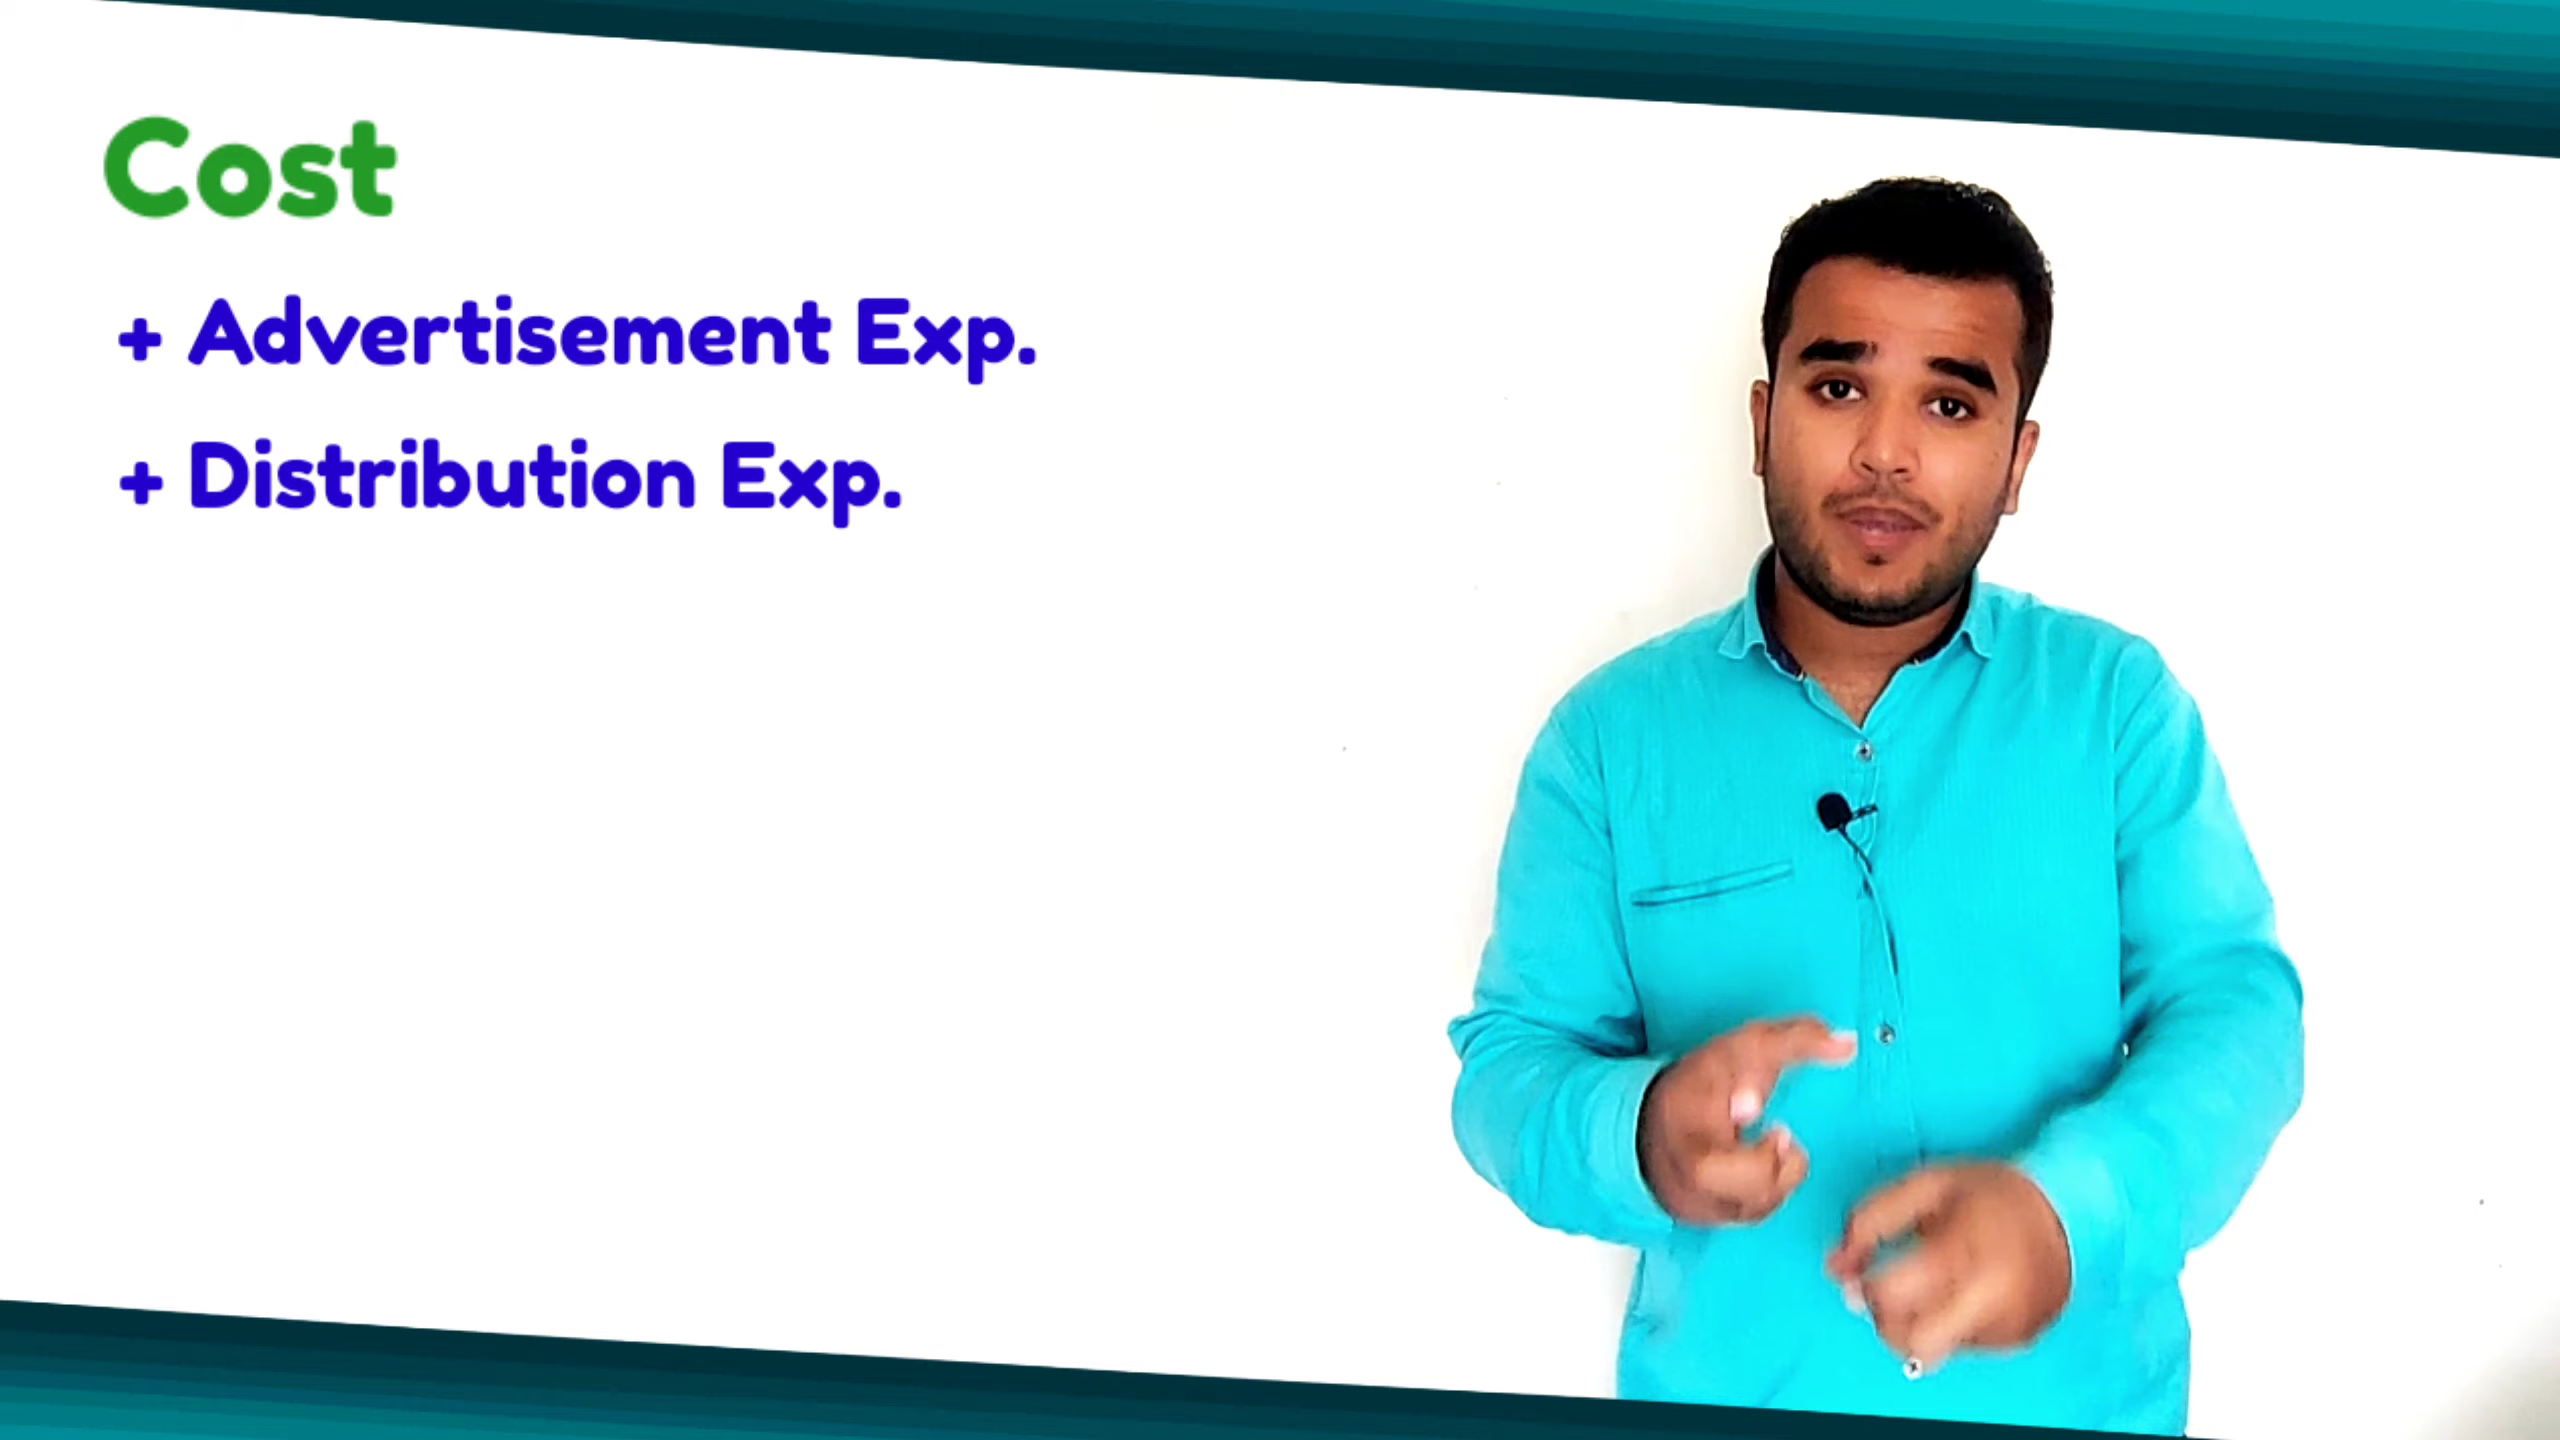 Cost
+ Advertisement Exp.
+ Distribution Exp.